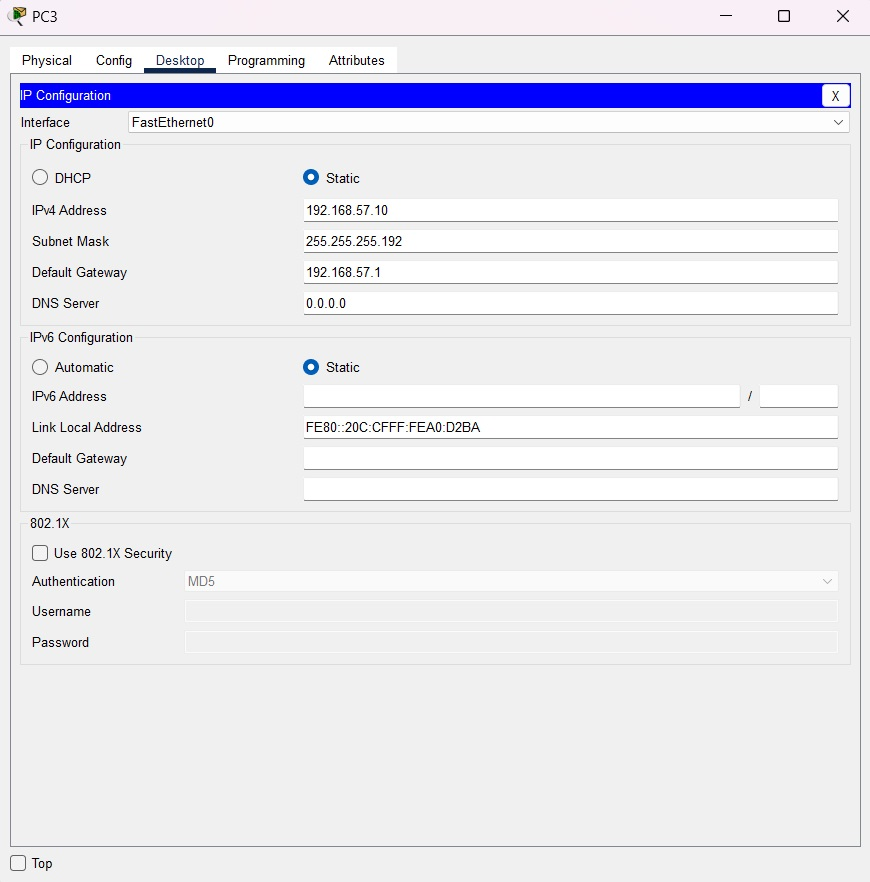 PC3
Physical Config Desktop Programming Attributes
IP Configuration X
Interface FastEthernet0
IP Configuration
DHCP Static
IPv4 Address 192.168.57.10
Subnet Mask 255.255.255.192
Default Gateway 192.168.57.1
DNS Server 0.0.0.0
IPv6 Configuration
Automatic Static
IPv6 Address /
Link Local Address FE80::20C:CFFF:FEA0:D2BA
Default Gateway
DNS Server
802.1X
Use 802.1X Security
Authentication MD5
Username
Password
Top